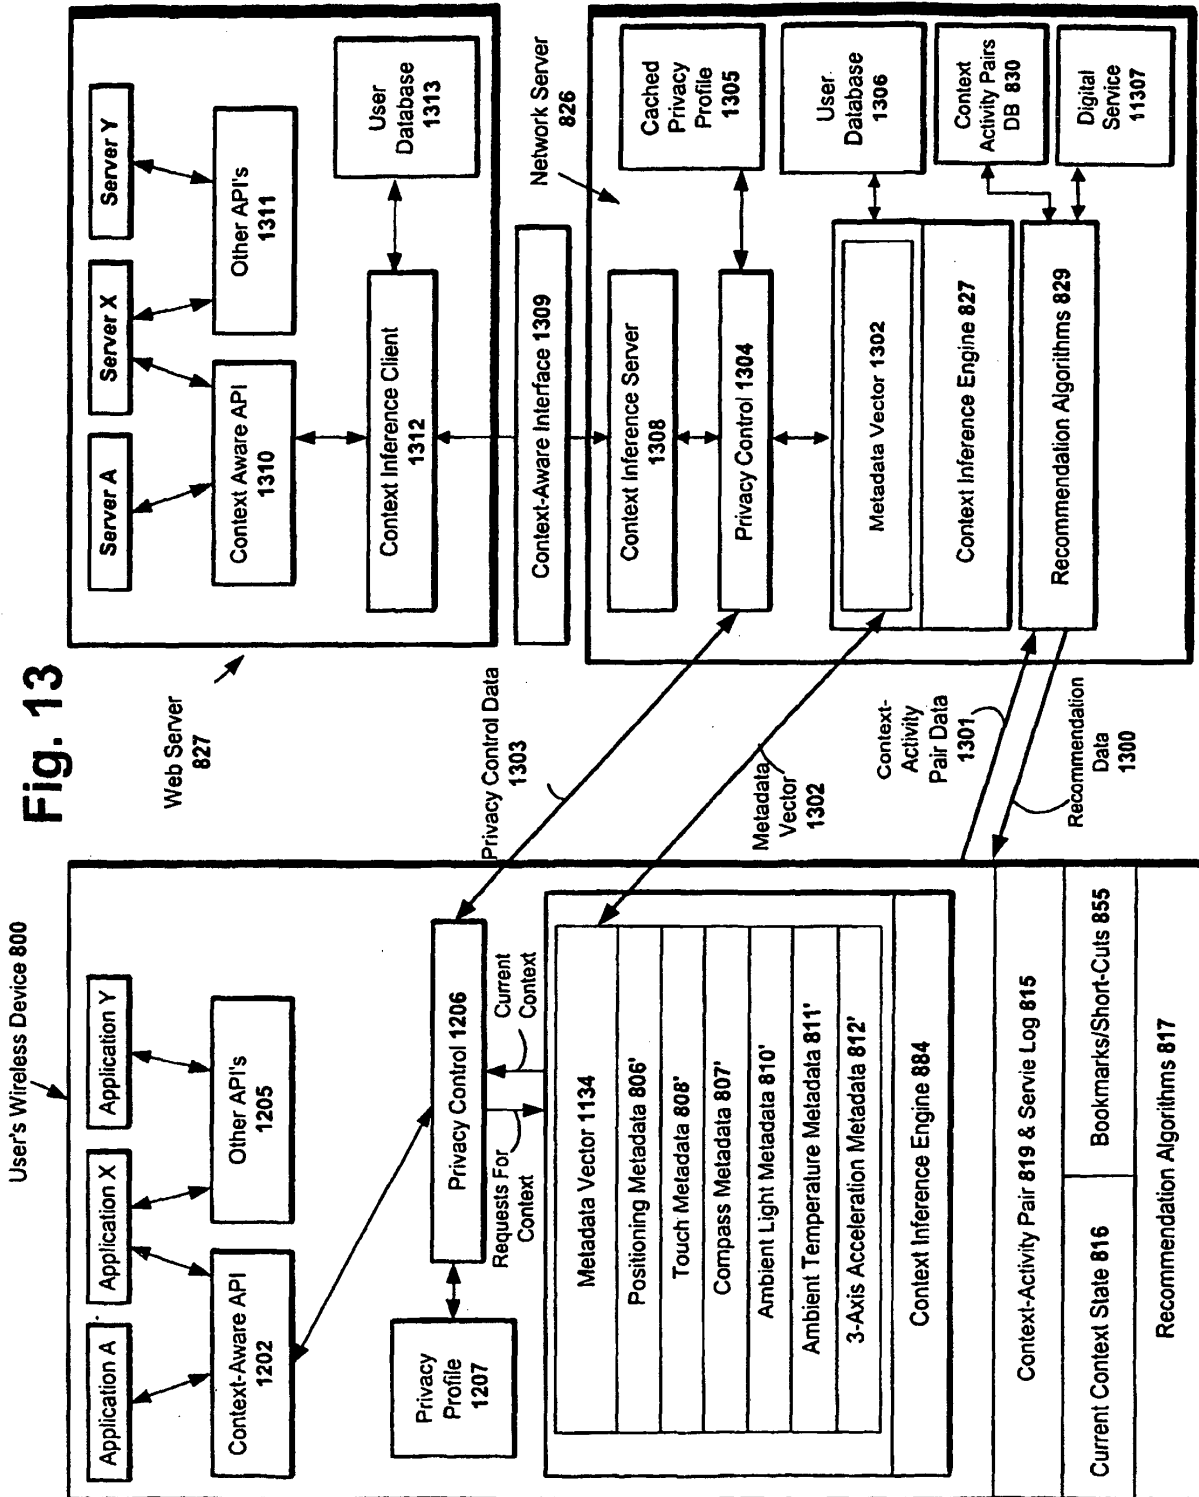 Fig. 13
User's Wireless Device 800
Application A
Application X
Application Y
Context-Aware API
1202
Other API's
1205
Privacy
Profile
1207
Privacy Control 1206
Requests For
Context
Current
Context
Metadata Vector 1134
Positioning Metadata 806'
Touch Metadata 808'
Compass Metadata 807'
Ambient Light Metadata 810'
Ambient Temperature Metadata 811'
3-Axis Acceleration Metadata 812'
Context Inference Engine 884
Context-Activity Pair 819 & Servie Log 815
Current Context State 816
Bookmarks/Short-Cuts 855
Recommendation Algorithms 817
Privacy Control Data
1303
Metadata
Vector
1302
Context-
Activity
Pair Data
1301
Recommendation
Data
1300
Web Server
827
Server A
Server X
Server Y
Context Aware API
1310
Other API's
1311
Context Inference Client
1312
User
Database
1313
Context-Aware Interface 1309
Network Server
826
Context Inference Server
1308
Privacy Control 1304
Cached
Privacy
Profile
1305
Metadata Vector 1302
User
Database
1306
Context Inference Engine 827
Context
Activity Pairs
DB 830
Recommendation Algorithms 829
Digital
Service
11307